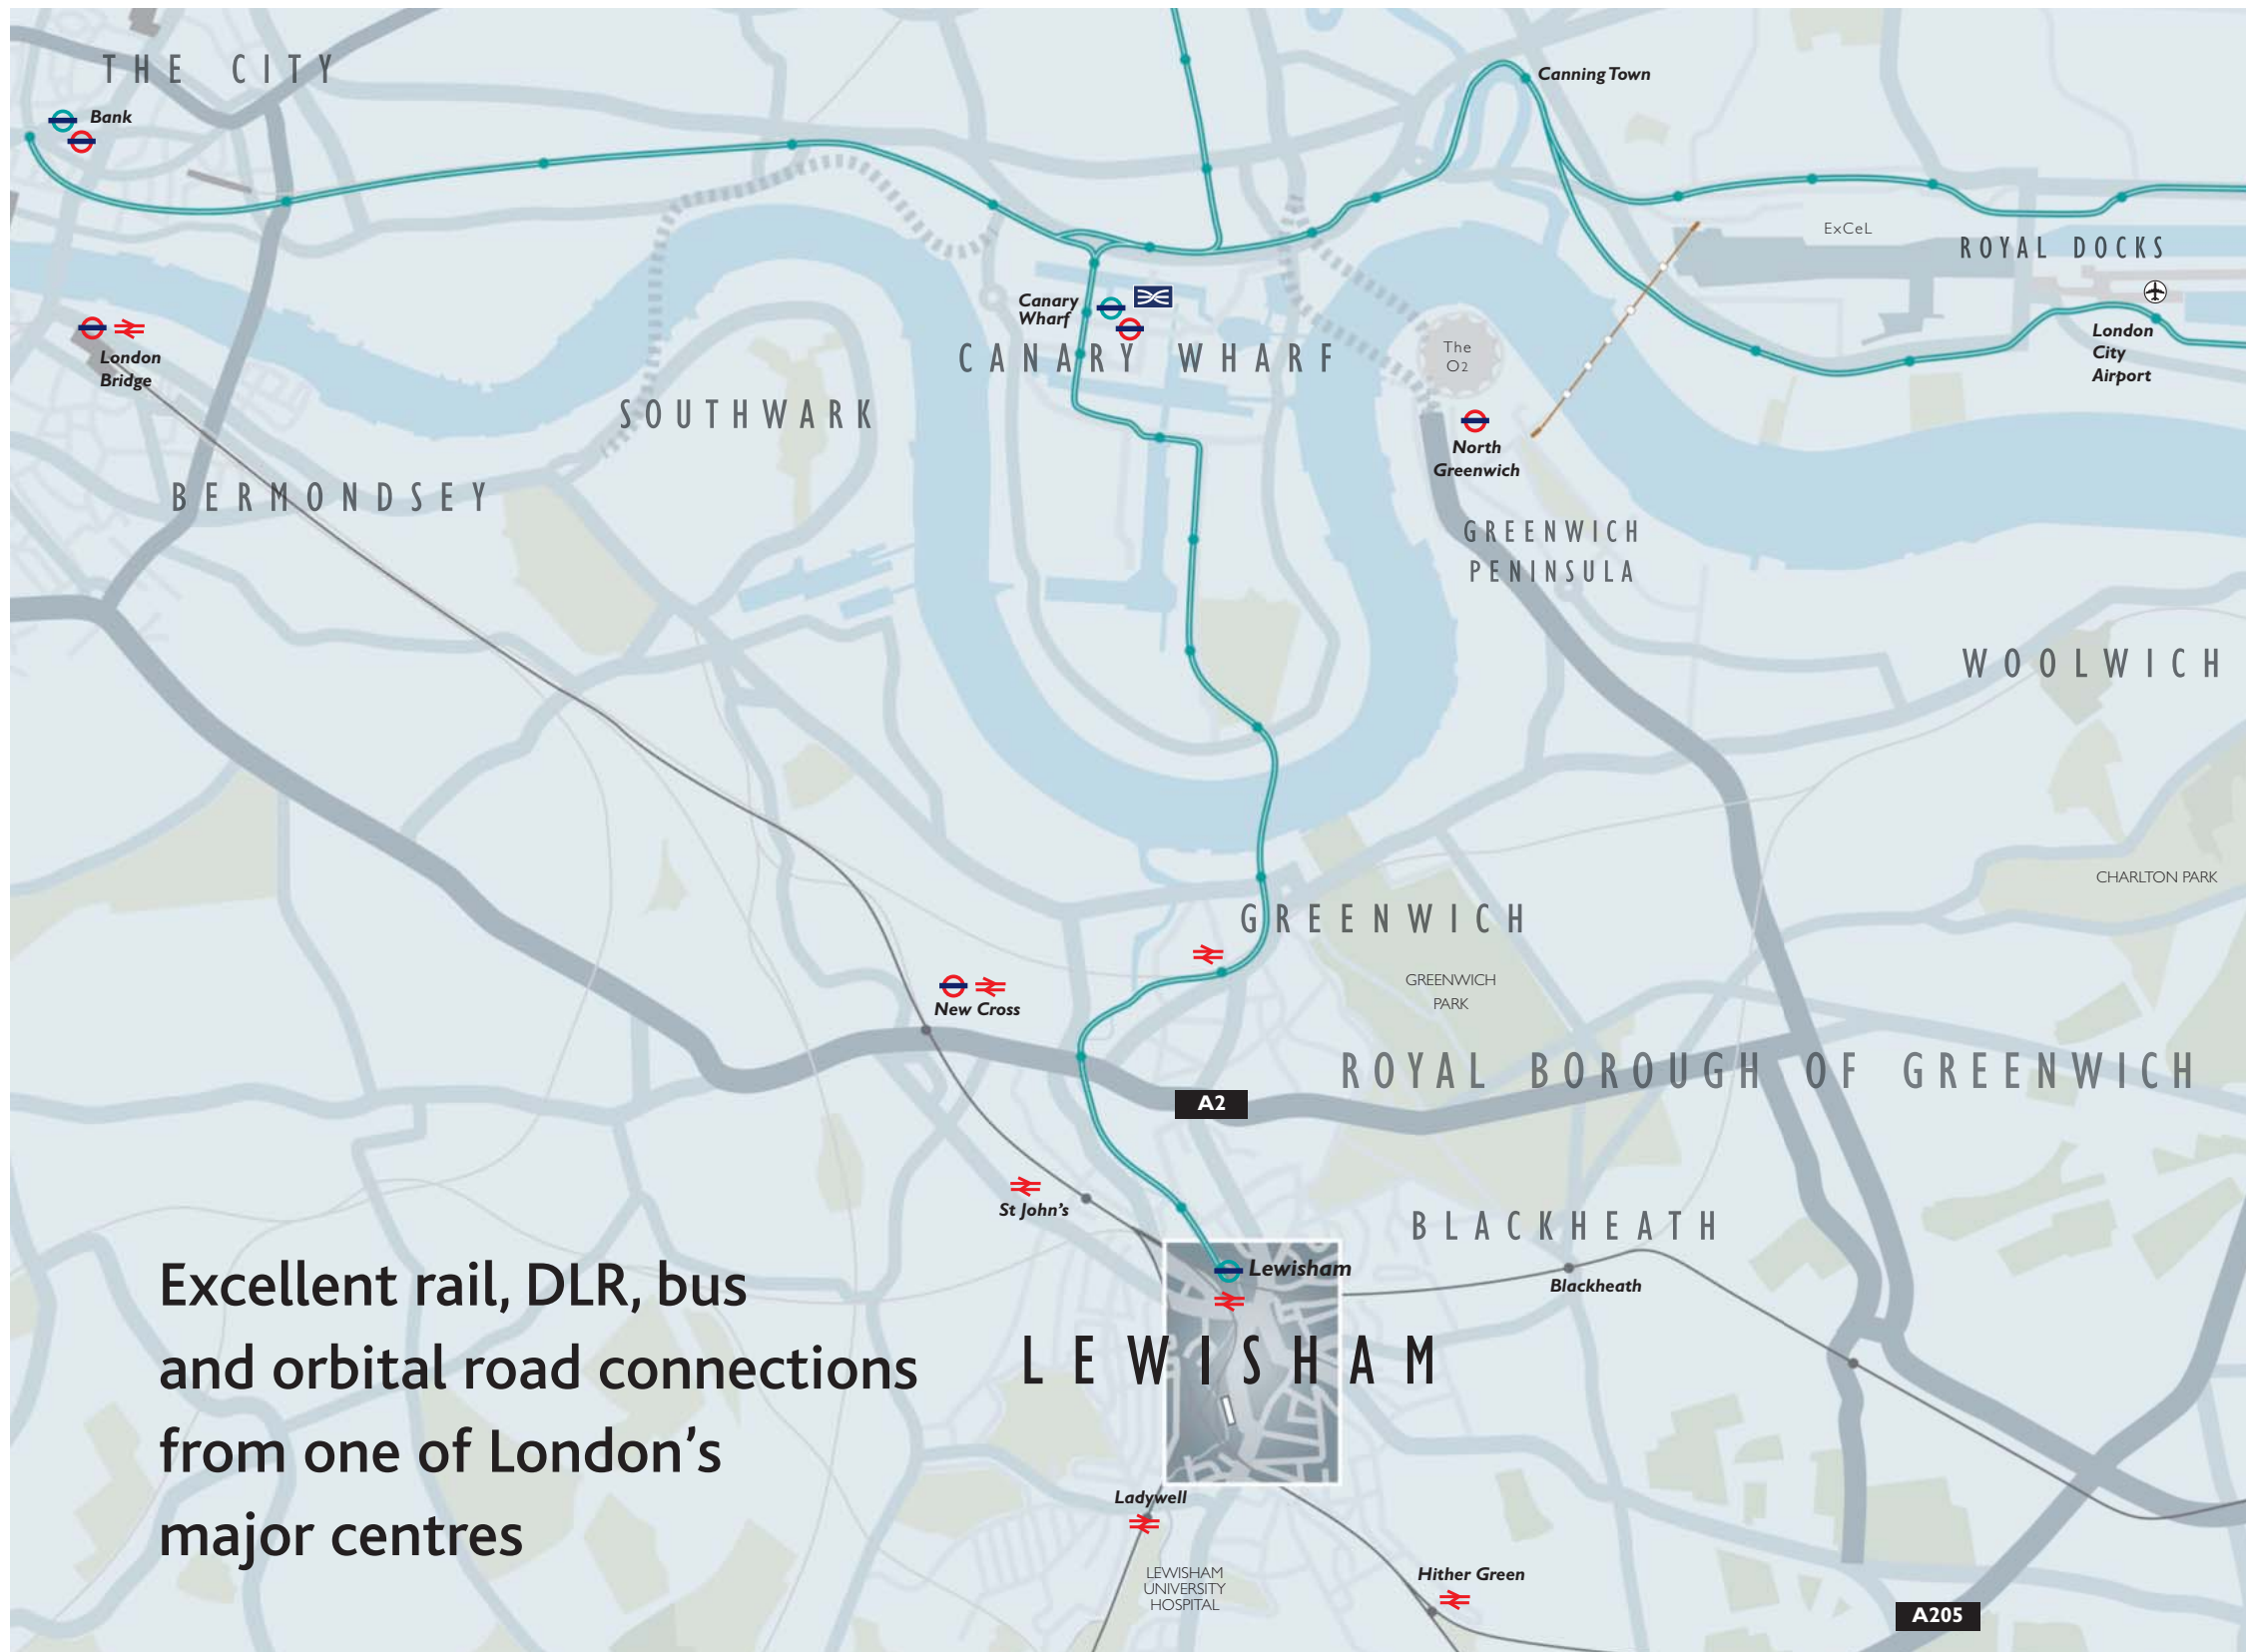 THE CITY
Bank
Canning Town
ExCeL
ROYAL DOCKS
Canary
Wharf
CANARY WHARF
London
Bridge
The
O2
London
City
Airport
SOUTHWARK
North
Greenwich
BERMONDSEY
GREENWICH
PENINSULA
WOOLWICH
CHARLTON PARK
GREENWICH
GREENWICH
PARK
New Cross
ROYAL BOROUGH OF GREENWICH
A2
St John's
BLACKHEATH
Lewisham
Blackheath
LEWISHAM
Excellent rail, DLR, bus
and orbital road connections
from one of London's
major centres
Ladywell
LEWISHAM
UNIVERSITY
HOSPITAL
Hither Green
A205